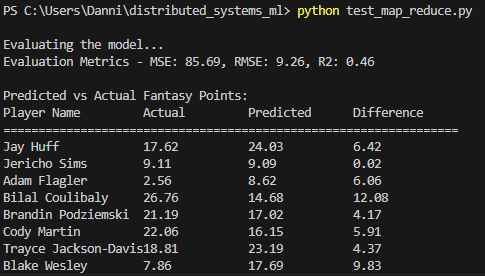 PS C:\Users\Danni\distributed_systems_ml> python test_map_reduce.py
Evaluating the model...
Evaluation Metrics - MSE: 85.69, RMSE: 9.26, R2: 0.46
Predicted vs Actual Fantasy Points:
Player Name Actual Predicted Difference
=================================================================
Jay Huff 17.62 24.03 6.42
Jericho Sims 9.11 9.09 0.02
Adam Flagler 2.56 8.62 6.06
Bilal Coulibaly 26.76 14.68 12.08
Brandin Podziemski 21.19 17.02 4.17
Cody Martin 22.06 16.15 5.91
Trayce Jackson-Davis18.81 23.19 4.37
Blake Wesley 7.86 17.69 9.83